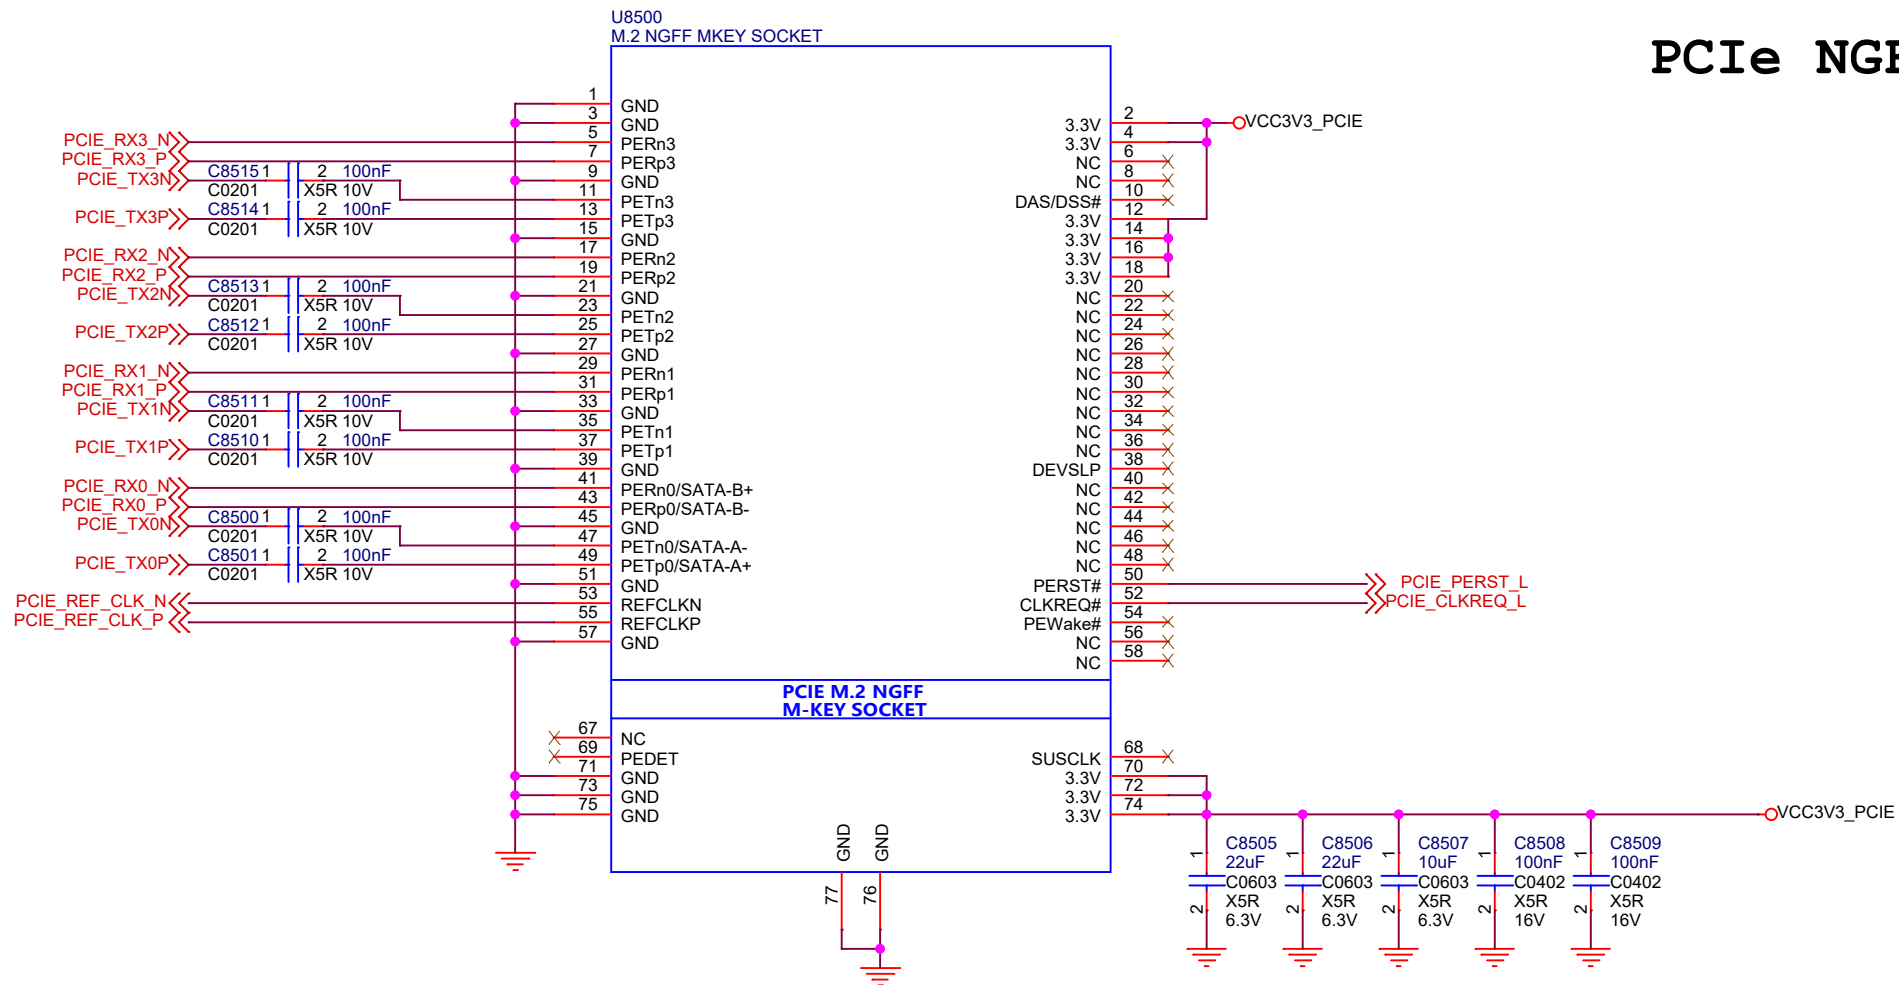 U8500
M.2 NGFF MKEY SOCKET
PCIe NGF
1 GND
3 GND
PCIE_RX3_N 5 PERn3
PCIE_RX3_P 7 PERp3
PCIE_TX3N C8515 1 2 100nF 9 GND
C0201 X5R 10V 11 PETn3
PCIE_TX3P C8514 1 2 100nF 13 PETp3
C0201 X5R 10V 15 GND
PCIE_RX2_N 17 PERn2
PCIE_RX2_P 19 PERp2
PCIE_TX2N C8513 1 2 100nF 21 GND
C0201 X5R 10V 23 PETn2
PCIE_TX2P C8512 1 2 100nF 25 PETp2
C0201 X5R 10V 27 GND
PCIE_RX1_N 29 PERn1
PCIE_RX1_P 31 PERp1
PCIE_TX1N C8511 1 2 100nF 33 GND
C0201 X5R 10V 35 PETn1
PCIE_TX1P C8510 1 2 100nF 37 PETp1
C0201 X5R 10V 39 GND
PCIE_RX0_N 41 PERn0/SATA-B+
PCIE_RX0_P 43 PERp0/SATA-B-
PCIE_TX0N C8500 1 2 100nF 45 GND
C0201 X5R 10V 47 PETn0/SATA-A-
PCIE_TX0P C8501 1 2 100nF 49 PETp0/SATA-A+
C0201 X5R 10V 51 GND
PCIE_REF_CLK_N 53 REFCLKN
PCIE_REF_CLK_P 55 REFCLKP
57 GND
3.3V 2 VCC3V3_PCIE
3.3V 4
NC 6
NC 8
DAS/DSS# 10
3.3V 12
3.3V 14
3.3V 16
3.3V 18
NC 20
NC 22
NC 24
NC 26
NC 28
NC 30
NC 32
NC 34
NC 36
DEVSLP 38
NC 40
NC 42
NC 44
NC 46
NC 48
PERST# 50 PCIE_PERST_L
CLKREQ# 52 PCIE_CLKREQ_L
PEWake# 54
NC 56
NC 58
PCIE M.2 NGFF
M-KEY SOCKET
67 NC
69 PEDET
71 GND
73 GND
75 GND
SUSCLK 68
3.3V 70
3.3V 72
3.3V 74 VCC3V3_PCIE
GND GND
77 76
1 C8505 1 C8506 1 C8507 1 C8508 1 C8509
22uF 22uF 10uF 100nF 100nF
C0603 C0603 C0603 C0402 C0402
2 X5R 2 X5R 2 X5R 2 X5R 2 X5R
6.3V 6.3V 6.3V 16V 16V